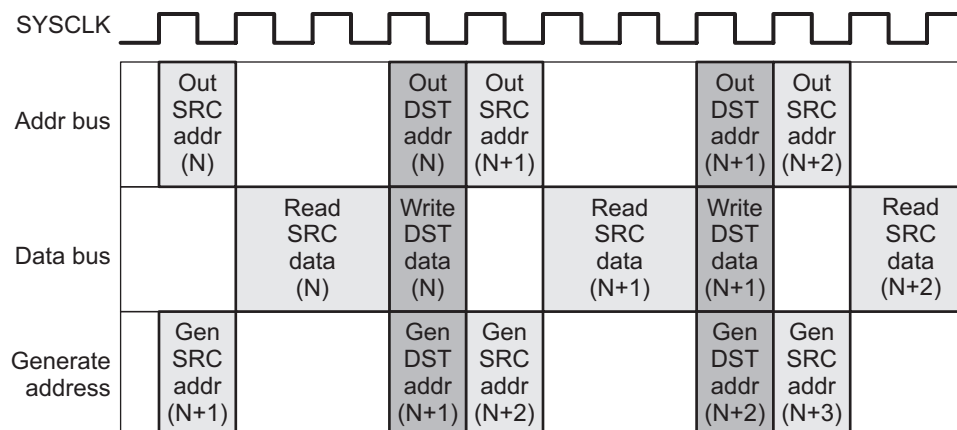 SYSCLK
Addr bus
Out
SRC
addr
(N)
Out
DST
addr
(N)
Out
SRC
addr
(N+1)
Out
DST
addr
(N+1)
Out
SRC
addr
(N+2)
Data bus
Read
SRC
data
(N)
Write
DST
data
(N)
Read
SRC
data
(N+1)
Write
DST
data
(N+1)
Read
SRC
data
(N+2)
Generate
address
Gen
SRC
addr
(N+1)
Gen
DST
addr
(N+1)
Gen
SRC
addr
(N+2)
Gen
DST
addr
(N+2)
Gen
SRC
addr
(N+3)